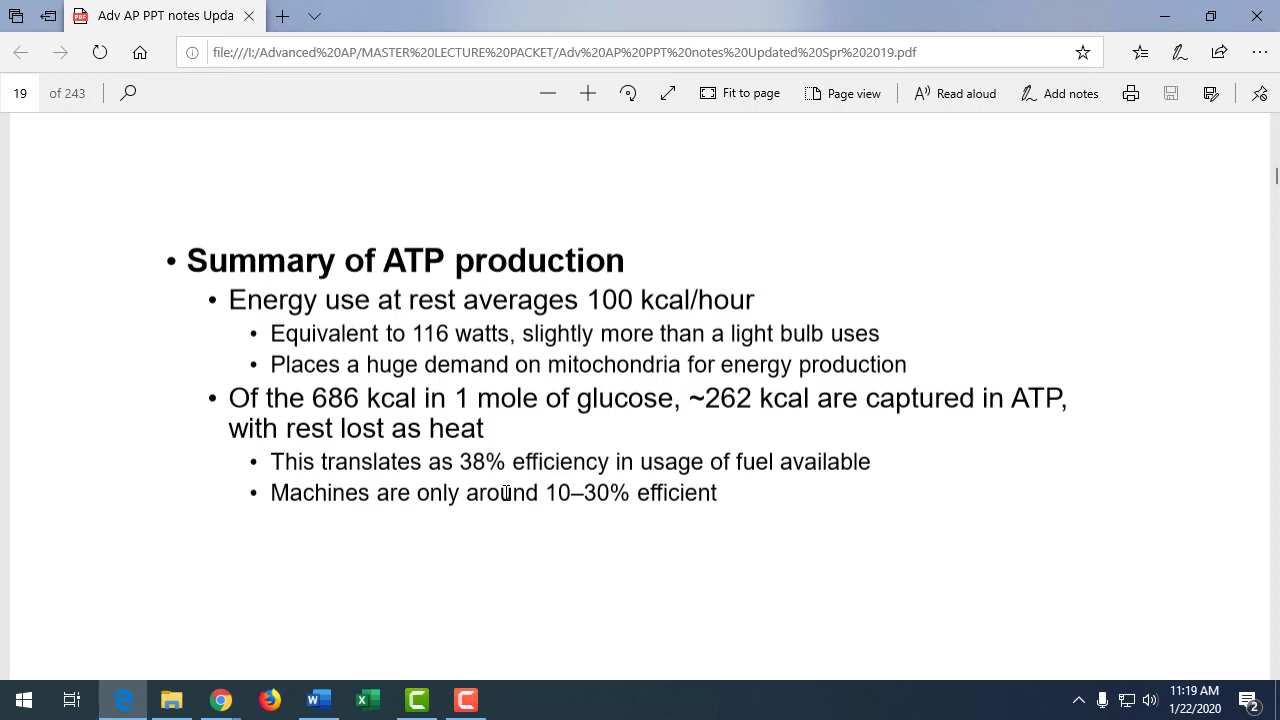 Adv AP PPT Notes Updat
file:///I:/Advanced%20AP/MASTER%20LECTURE%20PACKET/Adv%20AP%20PPT%20notes%20Updated%20Spr%202019.pdf
19 of 243 Fit to page Page view Read aloud Add notes
• Summary of ATP production
• Energy use at rest averages 100 kcal/hour
• Equivalent to 116 watts, slightly more than a light bulb uses
• Places a huge demand on mitochondria for energy production
• Of the 686 kcal in 1 mole of glucose, ~262 kcal are captured in ATP,
with rest lost as heat
• This translates as 38% efficiency in usage of fuel available
• Machines are only around 10–30% efficient
11:19 AM
1/22/2020
2